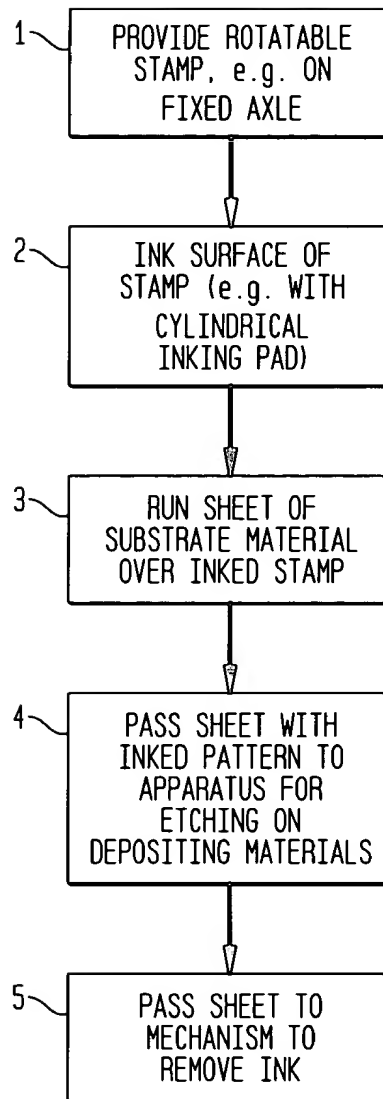 1
PROVIDE ROTATABLE
STAMP, e.g. ON
FIXED AXLE
2
INK SURFACE OF
STAMP (e.g. WITH
CYLINDRICAL
INKING PAD)
3
RUN SHEET OF
SUBSTRATE MATERIAL
OVER INKED STAMP
4
PASS SHEET WITH
INKED PATTERN TO
APPARATUS FOR
ETCHING ON
DEPOSITING MATERIALS
5
PASS SHEET TO
MECHANISM TO
REMOVE INK